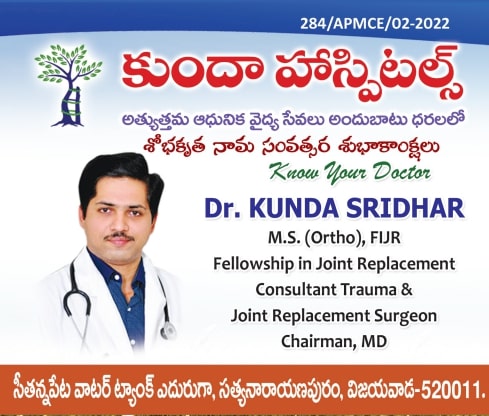 284/APMCE/02-2022
కుందా హాస్పిటల్స్
అత్యుత్తమ ఆధునిక వైద్య సేవలు అందుబాటు ధరలలో
శోభకృత నామ సంవత్సర శుభాకాంక్షలు
Know Your Doctor
Dr. KUNDA SRIDHAR
M.S. (Ortho), FIJR
Fellowship in Joint Replacement
Consultant Trauma &
Joint Replacement Surgeon
Chairman, MD
సీతన్నపేట వాటర్ ట్యాంక్ ఎదురుగా, సత్యనారాయణపురం, విజయవాడ-520011.